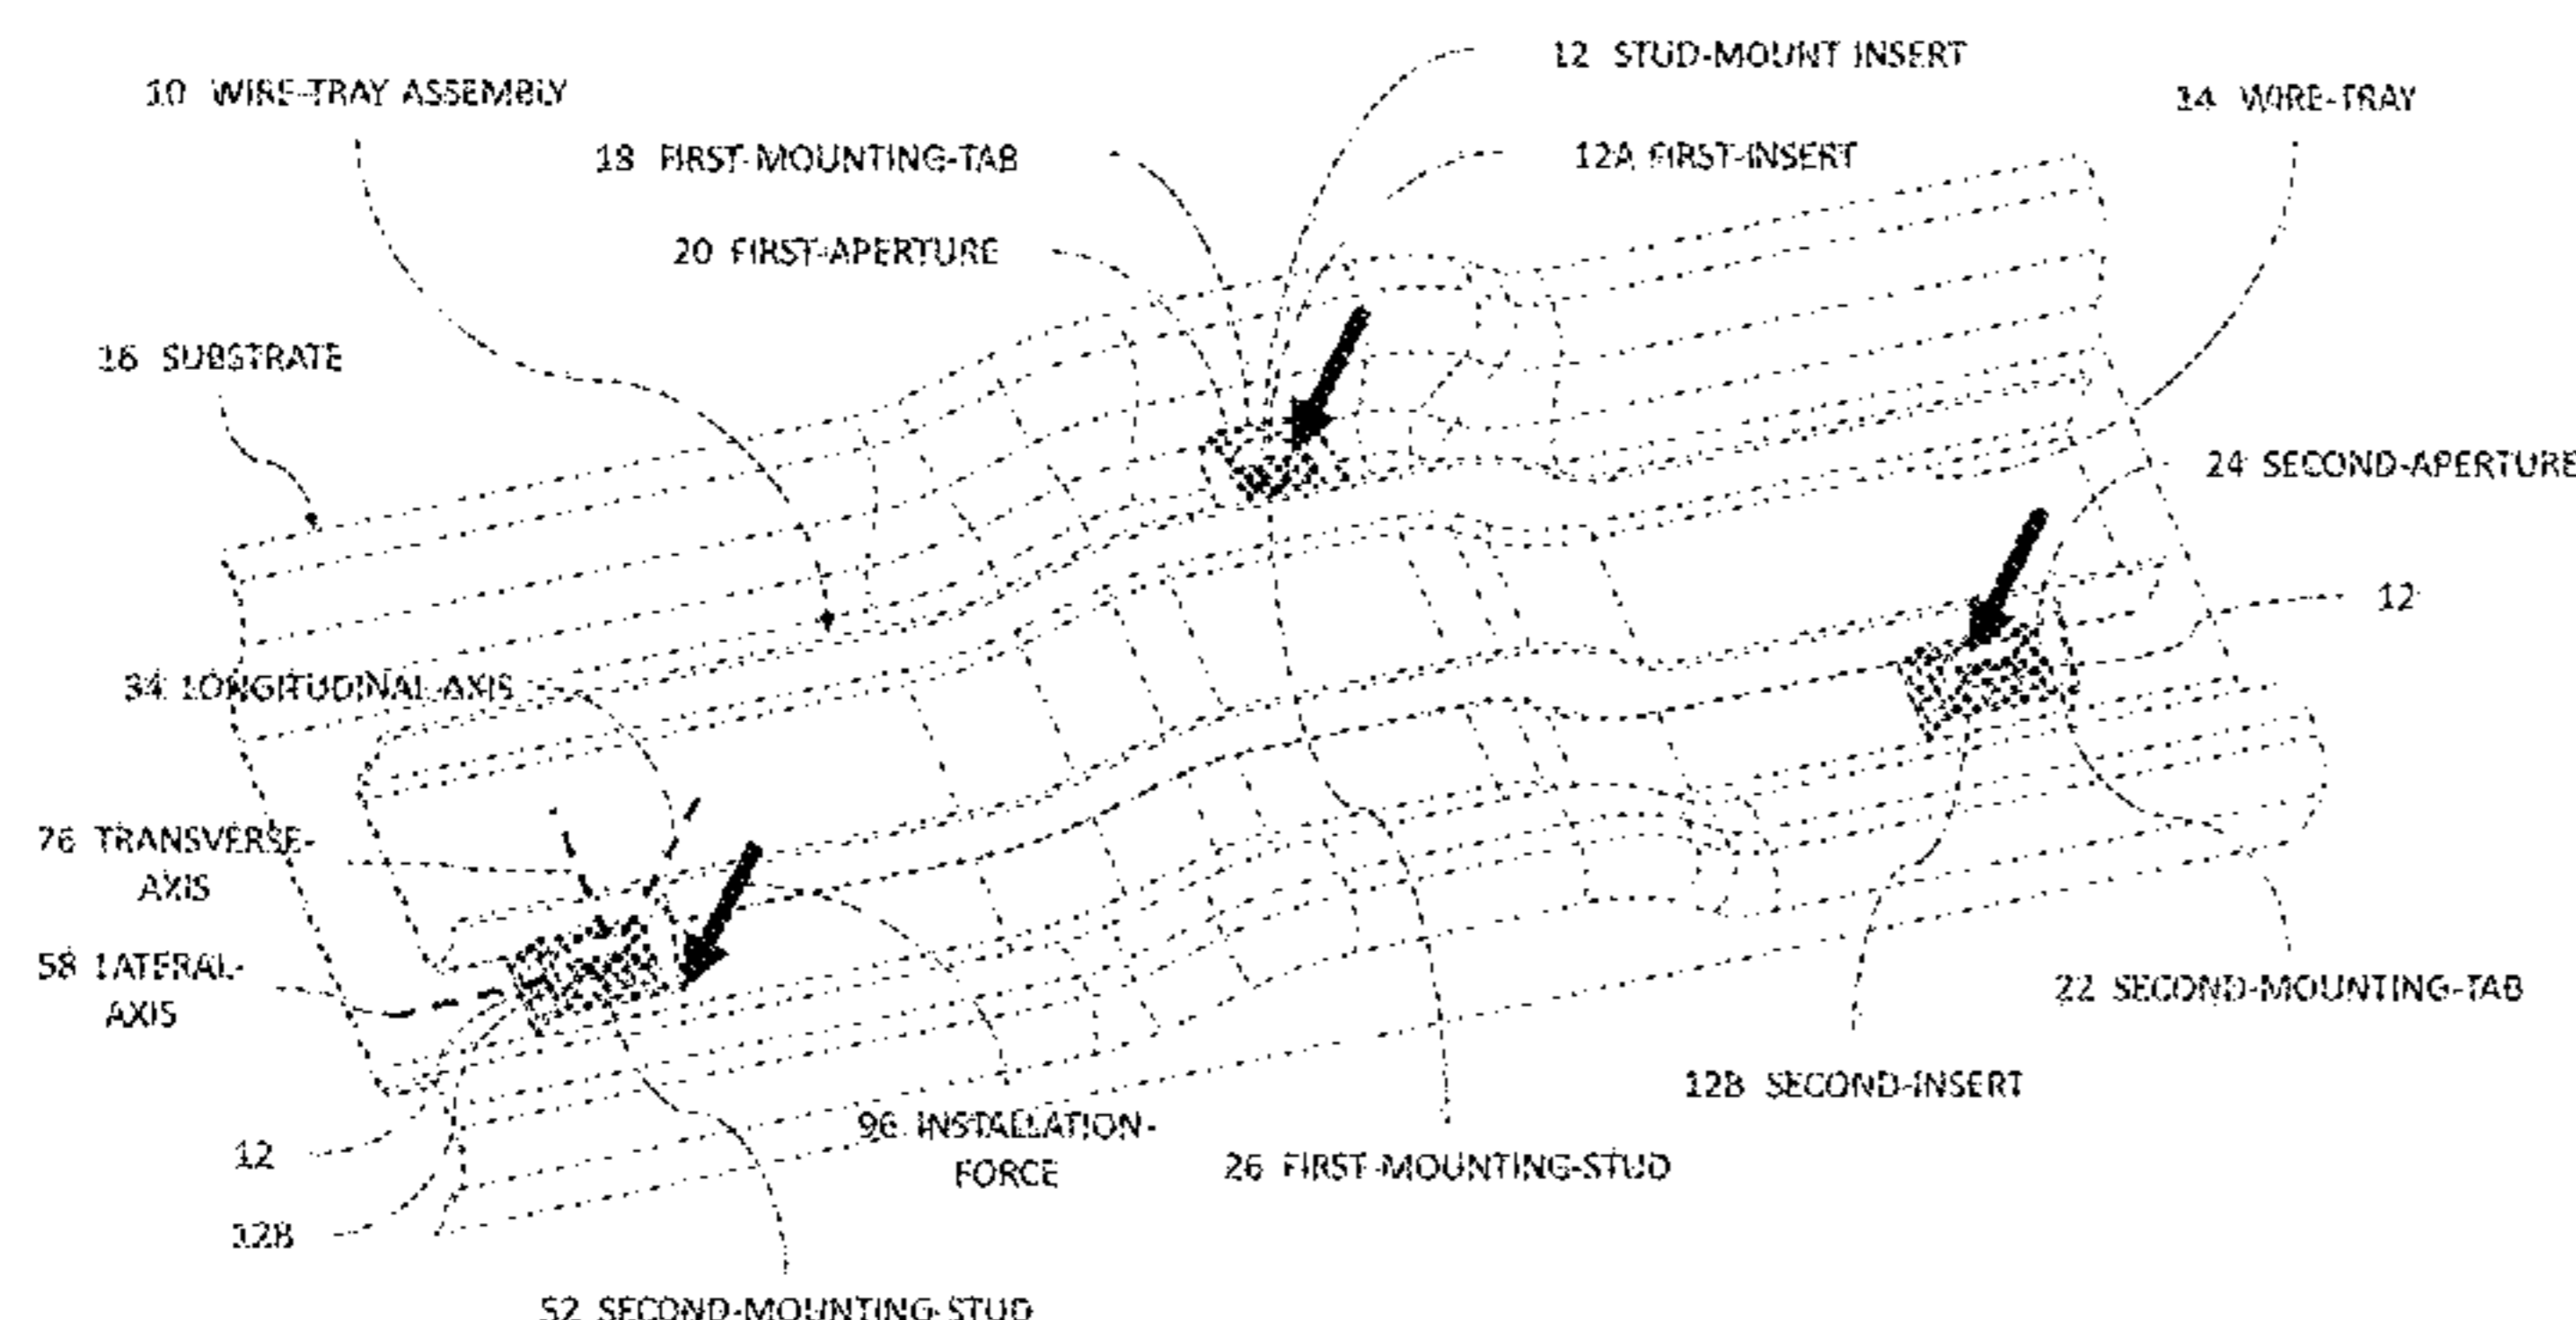 12 STUD-MOUNT INSERT
10 WIRE-TRAY ASSEMBLY
14 WIRE-TRAY
18 FIRST-MOUNTING-TAB
12A FIRST-INSERT
20 FIRST-APERTURE
16 SUBSTRATE
24 SECOND-APERTURE
12
34 LONGITUDINAL-AXIS
76 TRANSVERSE-
AXIS
58 LATERAL-
AXIS
22 SECOND-MOUNTING-TAB
12B SECOND-INSERT
96 INSTALLATION-
FORCE
12
26 FIRST-MOUNTING-STUD
12B
52 SECOND-MOUNTING-STUD